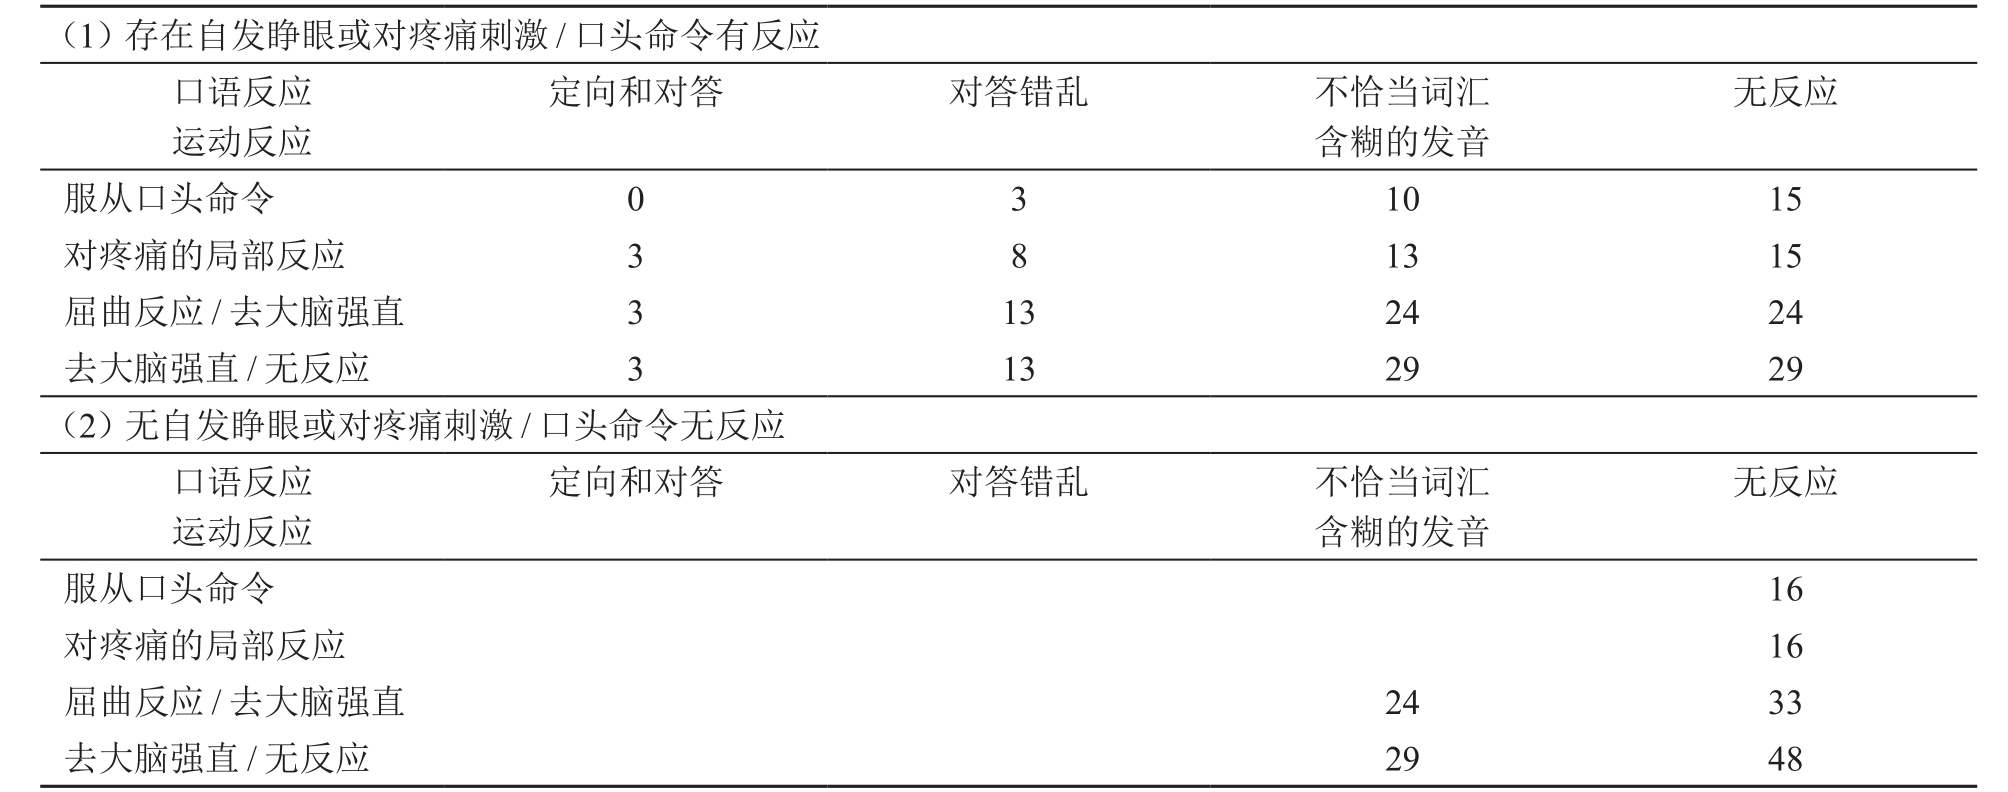 （1）存在自发睁眼或对疼痛刺激 / 口头命令有反应
口语反应 定向和对答 对答错乱 不恰当词汇 无反应
运动反应 含糊的发音
服从口头命令 0 3 10 15
对疼痛的局部反应 3 8 13 15
屈曲反应 / 去大脑强直 3 13 24 24
去大脑强直 / 无反应 3 13 29 29
（2）无自发睁眼或对疼痛刺激 / 口头命令无反应
口语反应 定向和对答 对答错乱 不恰当词汇 无反应
运动反应 含糊的发音
服从口头命令 16
对疼痛的局部反应 16
屈曲反应 / 去大脑强直 24 33
去大脑强直 / 无反应 29 48